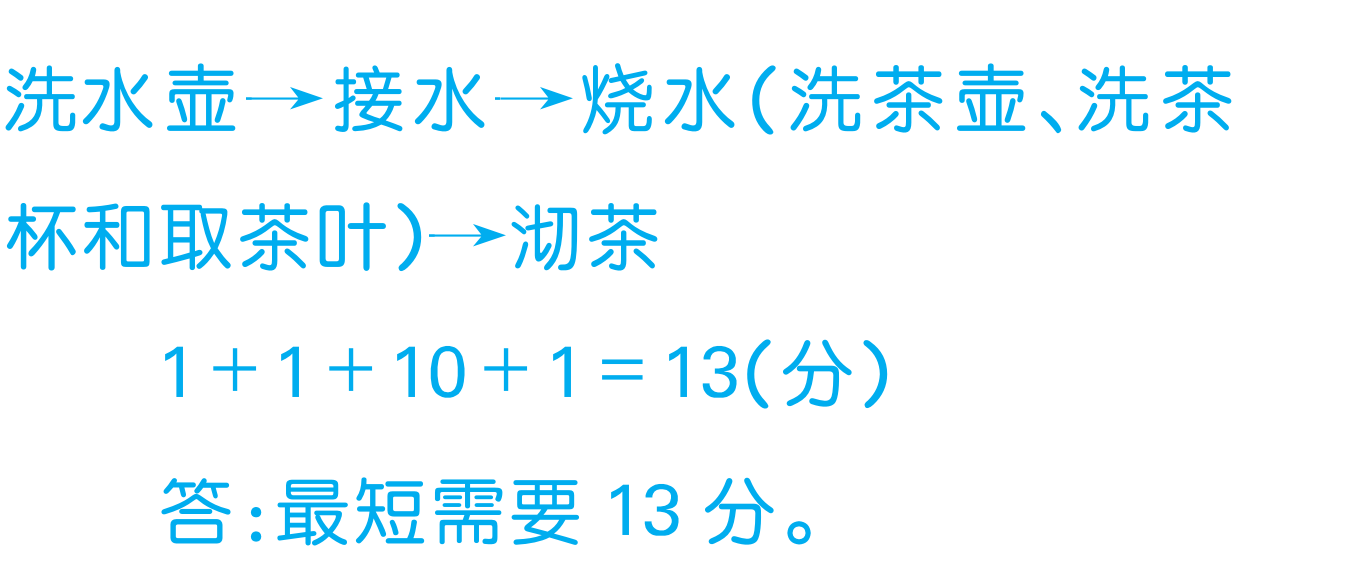 洗水壶→接水→烧水(洗茶壶、洗茶
杯和取茶叶)→沏茶
1＋1＋10＋1＝13(分)
答:最短需要 13 分。